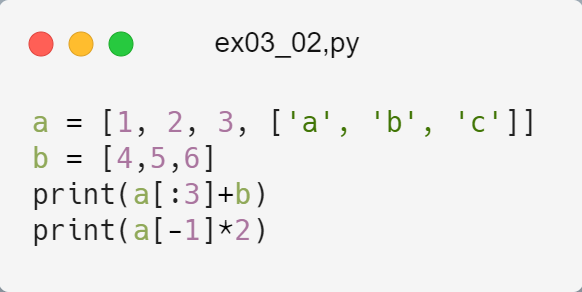 ex03_02,py
a = [1, 2, 3, ['a', 'b', 'c']]
b = [4,5,6]
print(a[:3]+b)
print(a[-1]*2)